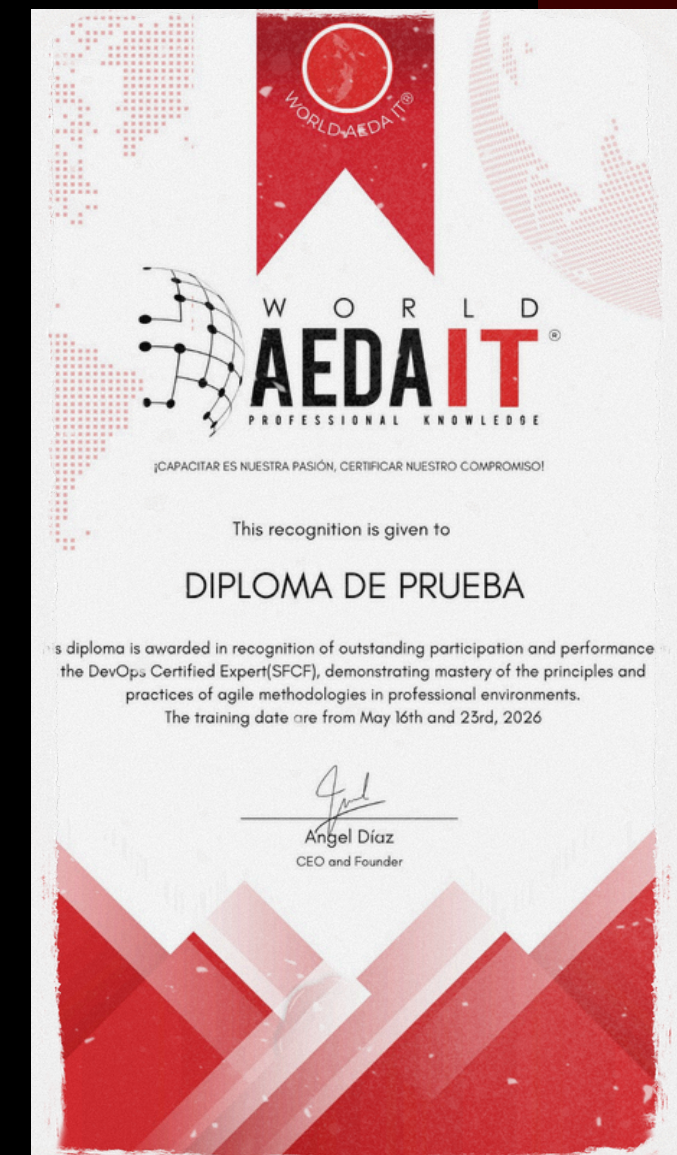 WORLD AEDA IT®
WORLD
AEDAIT®
PROFESSIONAL KNOWLEDGE
¡CAPACITAR ES NUESTRA PASIÓN, CERTIFICAR NUESTRO COMPROMISO!
This recognition is given to
DIPLOMA DE PRUEBA
s diploma is awarded in recognition of outstanding participation and performance
the DevOps Certified Expert(SFCF), demonstrating mastery of the principles and
practices of agile methodologies in professional environments.
The training date are from May 16th and 23rd, 2026
Angel Díaz
CEO and Founder